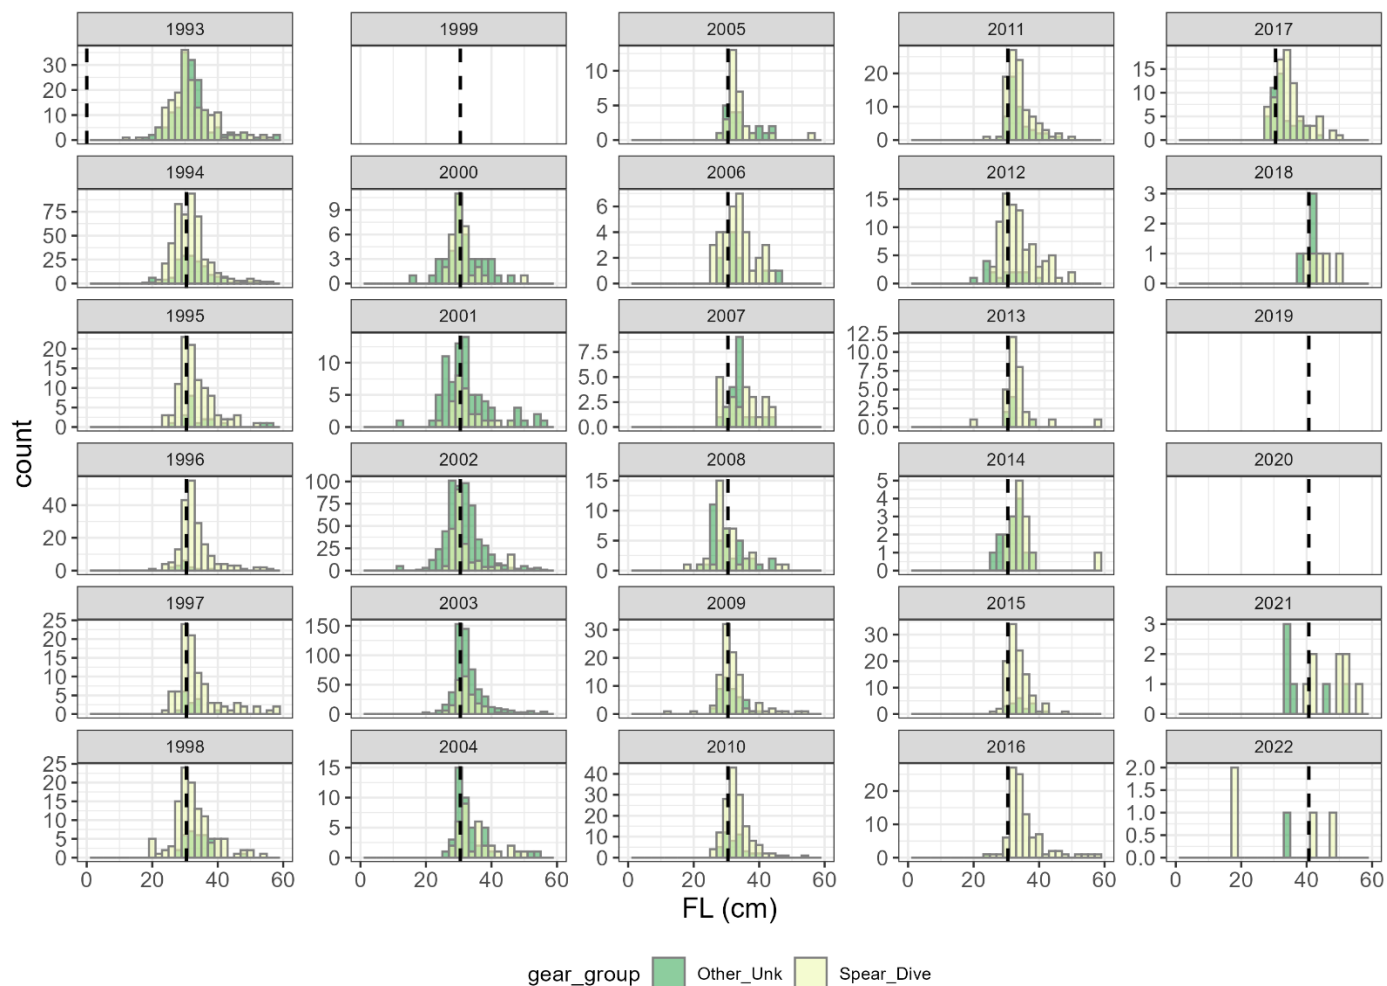 1993 1999 2005 2011 2017
30 10 20 15
20 10
10 5 10 5
0 0 0 0
1994 2000 2006 2012 2018
75 9 6 15 3
50 6 4 10 2
25 3 2 5 1
0 0 0 0 0
1995 2001 2007 2013 2019
20 10 7.5 12.5
15 5.0 10.0
10 5 2.5 7.5
5 5.0
0 0 0.0 2.5
0.0
count
1996 2002 2008 2014 2020
40 100 15 5
75 4
20 50 10 3
25 5 2
0 0 0 1
0
1997 2003 2009 2015 2021
25 150 30 30 3
20 100 20 20 2
15
10 50 10 10 1
5
0 0 0 0 0
1998 2004 2010 2016 2022
25 15 40 20 2.0
20 30 1.5
15 10 20 10 1.0
10 5 10 0.5
5
0 0 0 0 0.0
0 20 40 60 0 20 40 60 0 20 40 60 0 20 40 60 0 20 40 60
FL (cm)
gear_group Other_Unk Spear_Dive